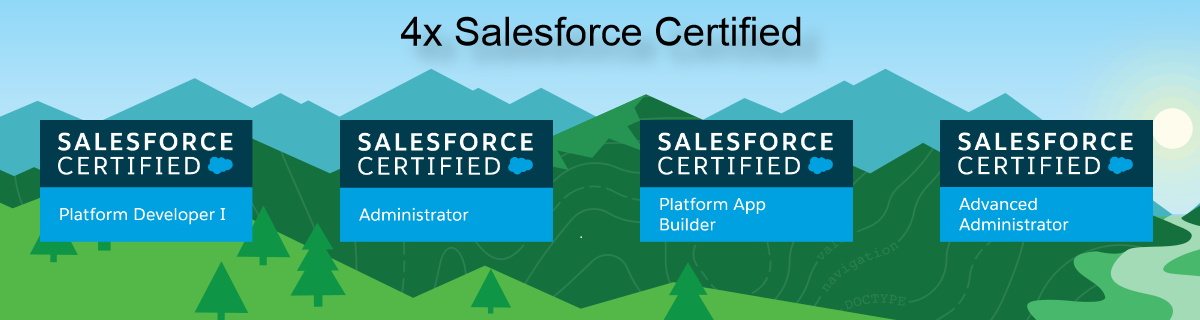 4x Salesforce Certified
SALESFORCE
CERTIFIED
Platform Developer I
SALESFORCE
CERTIFIED
Administrator
SALESFORCE
CERTIFIED
Platform App
Builder
SALESFORCE
CERTIFIED
Advanced
Administrator
navigation
DOCTYPE